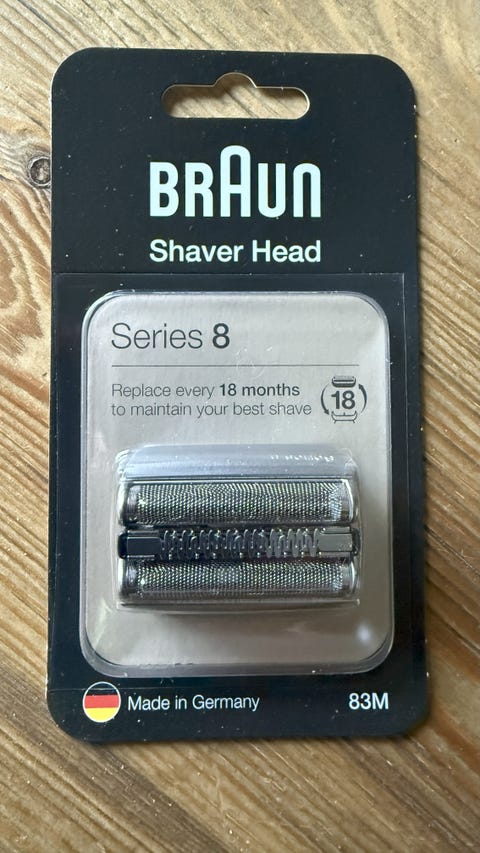 BRAUN
Shaver Head
Series 8
Replace every 18 months
to maintain your best shave
18
Made in Germany
83M